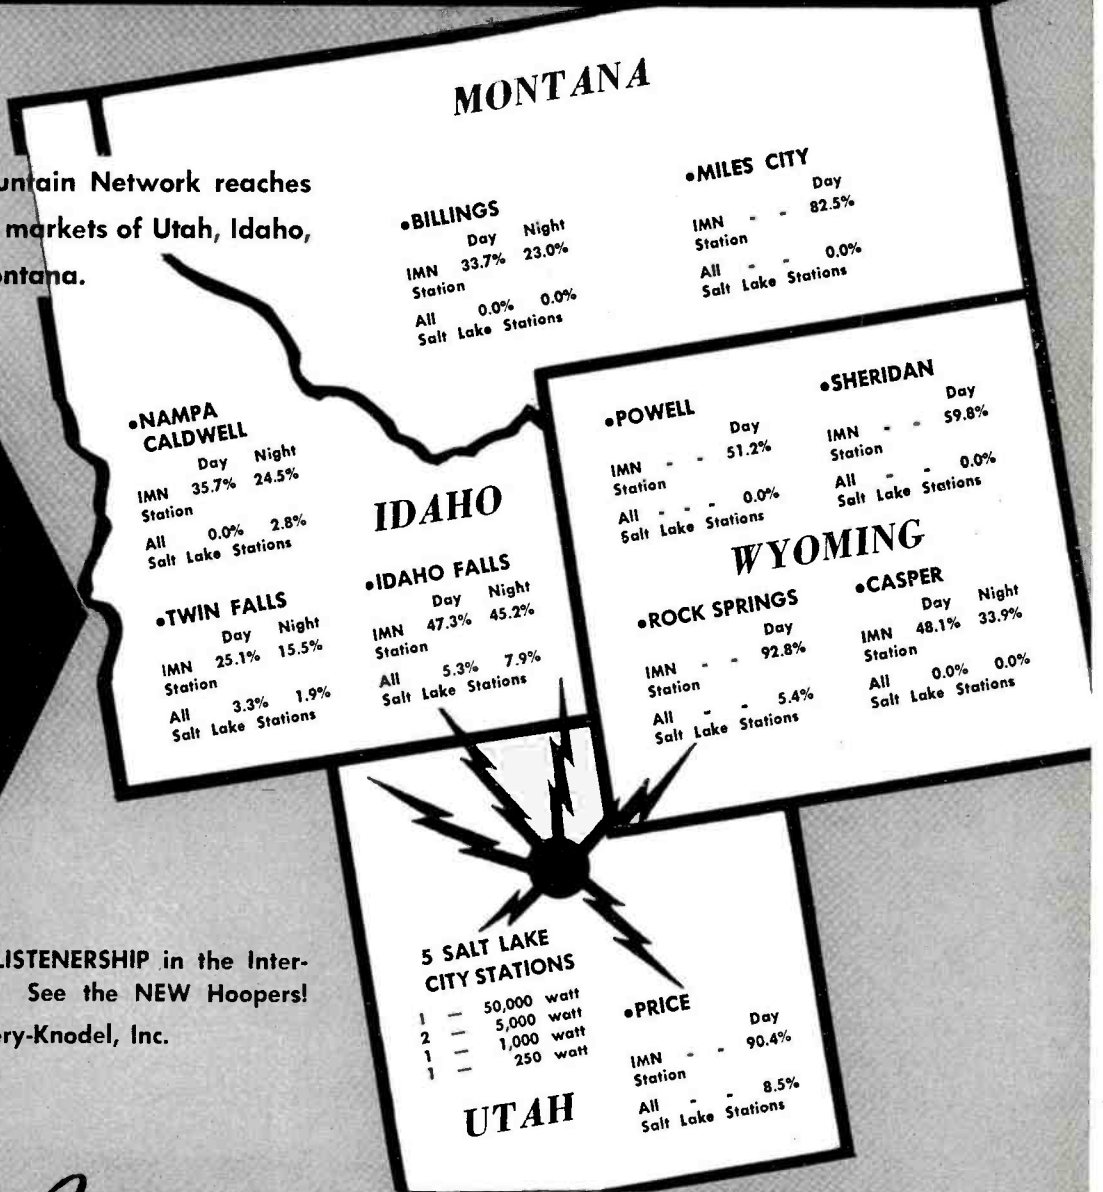 MONTANA
untain Network reaches
markets of Utah, Idaho,
ontana.
•BILLINGS
Day Night
IMN 33.7% 23.0%
Station
All 0.0% 0.0%
Salt Lake Stations
•MILES CITY
Day
IMN - - 82.5%
Station
All - - 0.0%
Salt Lake Stations
•NAMPA
CALDWELL
Day Night
IMN 35.7% 24.5%
Station
All 0.0% 2.8%
Salt Lake Stations
IDAHO
•TWIN FALLS
Day Night
IMN 25.1% 15.5%
Station
All 3.3% 1.9%
Salt Lake Stations
•IDAHO FALLS
Day Night
IMN 47.3% 45.2%
Station
All 5.3% 7.9%
Salt Lake Stations
•POWELL
Day
IMN - - 51.2%
Station
All - - - 0.0%
Salt Lake Stations
•SHERIDAN
Day
IMN - - 59.8%
Station
All - - 0.0%
Salt Lake Stations
WYOMING
•ROCK SPRINGS
Day
IMN - - 92.8%
Station
All - - 5.4%
Salt Lake Stations
•CASPER
Day Night
IMN 48.1% 33.9%
Station
All 0.0% 0.0%
Salt Lake Stations
LISTENERSHIP in the Inter-
See the NEW Hoopers!
ery-Knodel, Inc.
5 SALT LAKE
CITY STATIONS
1 — 50,000 watt
2 — 5,000 watt
1 — 1,000 watt
1 — 250 watt
UTAH
•PRICE
Day
IMN - - 90.4%
Station
All - - 8.5%
Salt Lake Stations